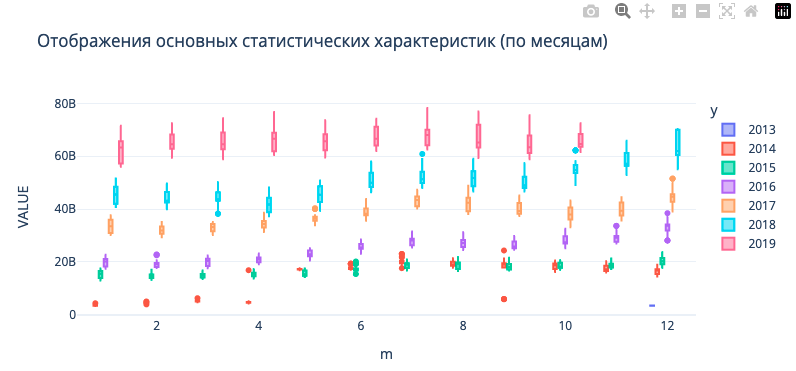 Отображения основных статистических характеристик (по месяцам)
80B
60B
40B
20B
0
VALUE
2
4
6
8
10
12
m
y
2013
2014
2015
2016
2017
2018
2019